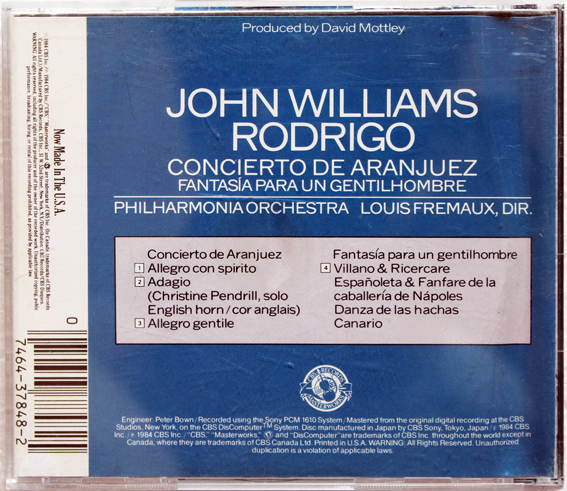 Produced by David Mottley
JOHN WILLIAMS
RODRIGO
CONCIERTO DE ARANJUEZ
FANTASÍA PARA UN GENTILHOMBRE
PHILHARMONIA ORCHESTRA LOUIS FREMAUX, DIR.
Concierto de Aranjuez
1 Allegro con spirito
2 Adagio
(Christine Pendrill, solo
English horn/cor anglais)
3 Allegro gentile
Fantasía para un gentilhombre
4 Villano & Ricercare
Españoleta & Fanfare de la
caballería de Nápoles
Danza de las hachas
Canario
CBS RECORDS
MASTERWORKS
Engineer: Peter Bown/Recorded using the Sony PCM 1610 System/Mastered from the original digital recording at the CBS
Studios, New York, on the CBS DisComputer™ System. Disc manufactured in Japan by CBS Sony, Tokyo, Japan/℗ 1984 CBS
Inc./© 1984 CBS Inc./"CBS," "Masterworks," and "DisComputer" are trademarks of CBS Inc. throughout the world except in
Canada, where they are trademarks of CBS Canada Ltd. Printed in U.S.A. WARNING: All Rights Reserved. Unauthorized
duplication is a violation of applicable laws.
Now Made In The U.S.A.
0
7464-37848-2